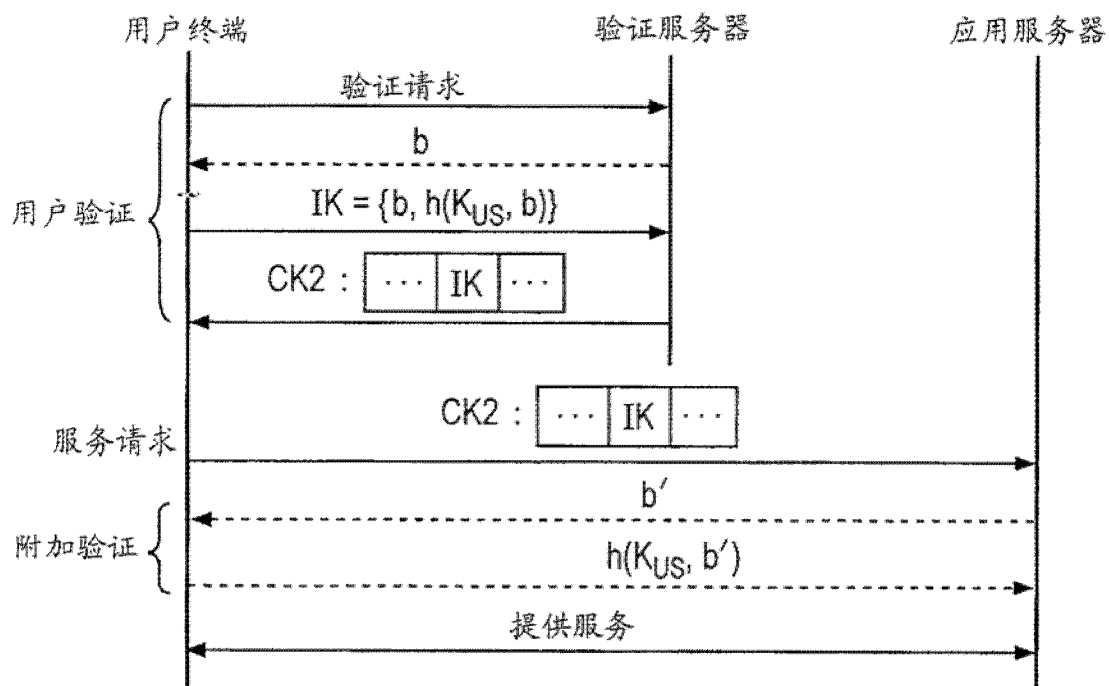 用户终端 验证服务器 应用服务器
验证请求
b
用户验证
IK = {b, h(K_US, b)}
CK2 : ··· IK ···
CK2 : ··· IK ···
服务请求
b′
附加验证
h(K_US, b′)
提供服务